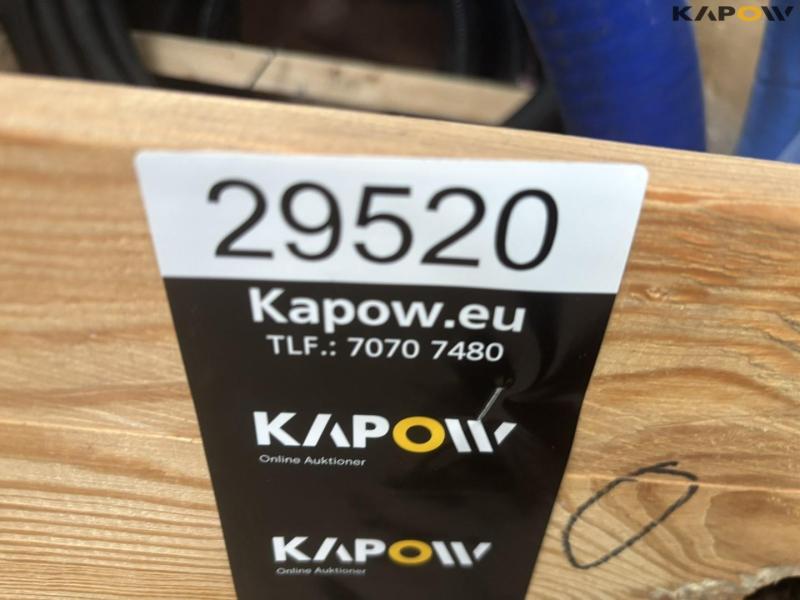 KAPOW
29520
Kapow.eu
TLF.: 7070 7480
KAPOW
Online Auktioner
KAPOW
Online Auktioner